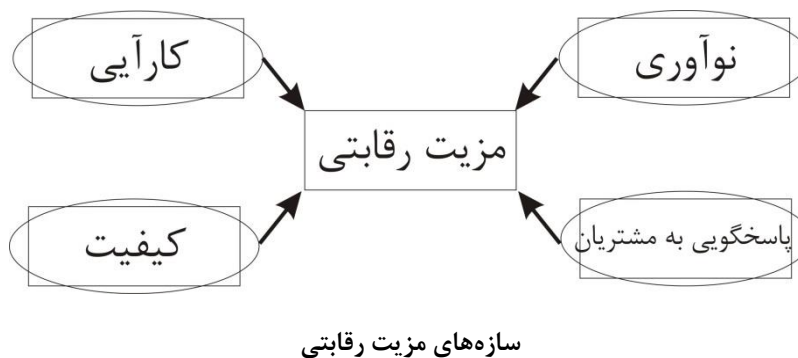 نوآوری
کارآیی
مزیت رقابتی
پاسخگویی به مشتریان
کیفیت
سازه‌های مزیت رقابتی